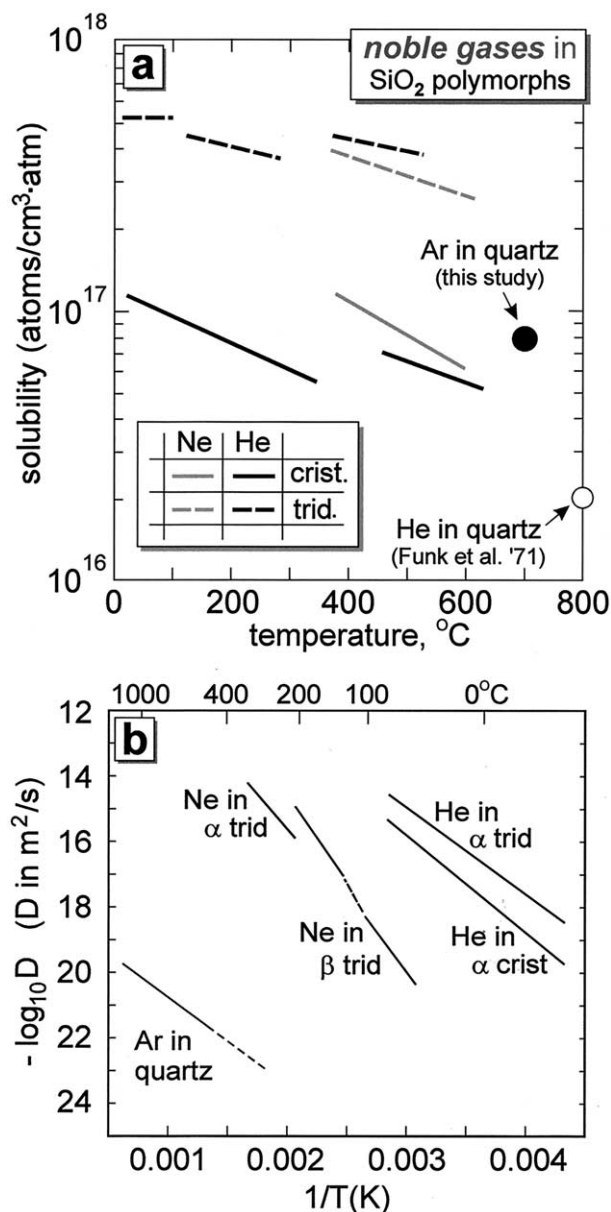 10^18
a
noble gases in
SiO₂ polymorphs
solubility (atoms/cm³·atm)
10^17
Ar in quartz
(this study)
Ne He
crist.
trid.
He in quartz
(Funk et al. '71)
10^16
0 200 400 600 800
temperature, °C
1000 400 200 100 0°C
12
b
14
Ne in
α trid
He in
α trid
16
- log₁₀D (D in m²/s)
18
Ne in
β trid
He in
α crist
20
22
Ar in
quartz
24
0.001 0.002 0.003 0.004
1/T(K)